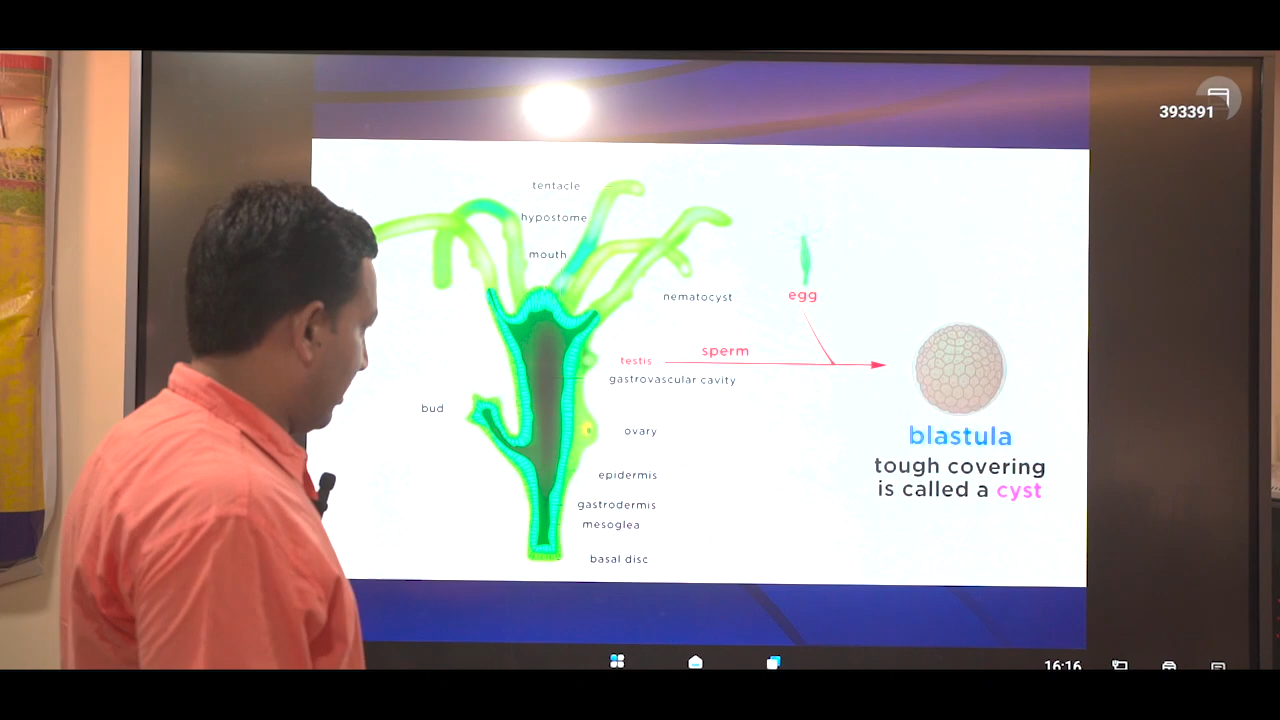 393391
tentacle
hypostome
mouth
nematocyst
egg
testis
sperm
gastrovascular cavity
bud
ovary
epidermis
gastrodermis
mesoglea
basal disc
blastula
tough covering
is called a cyst
16:16